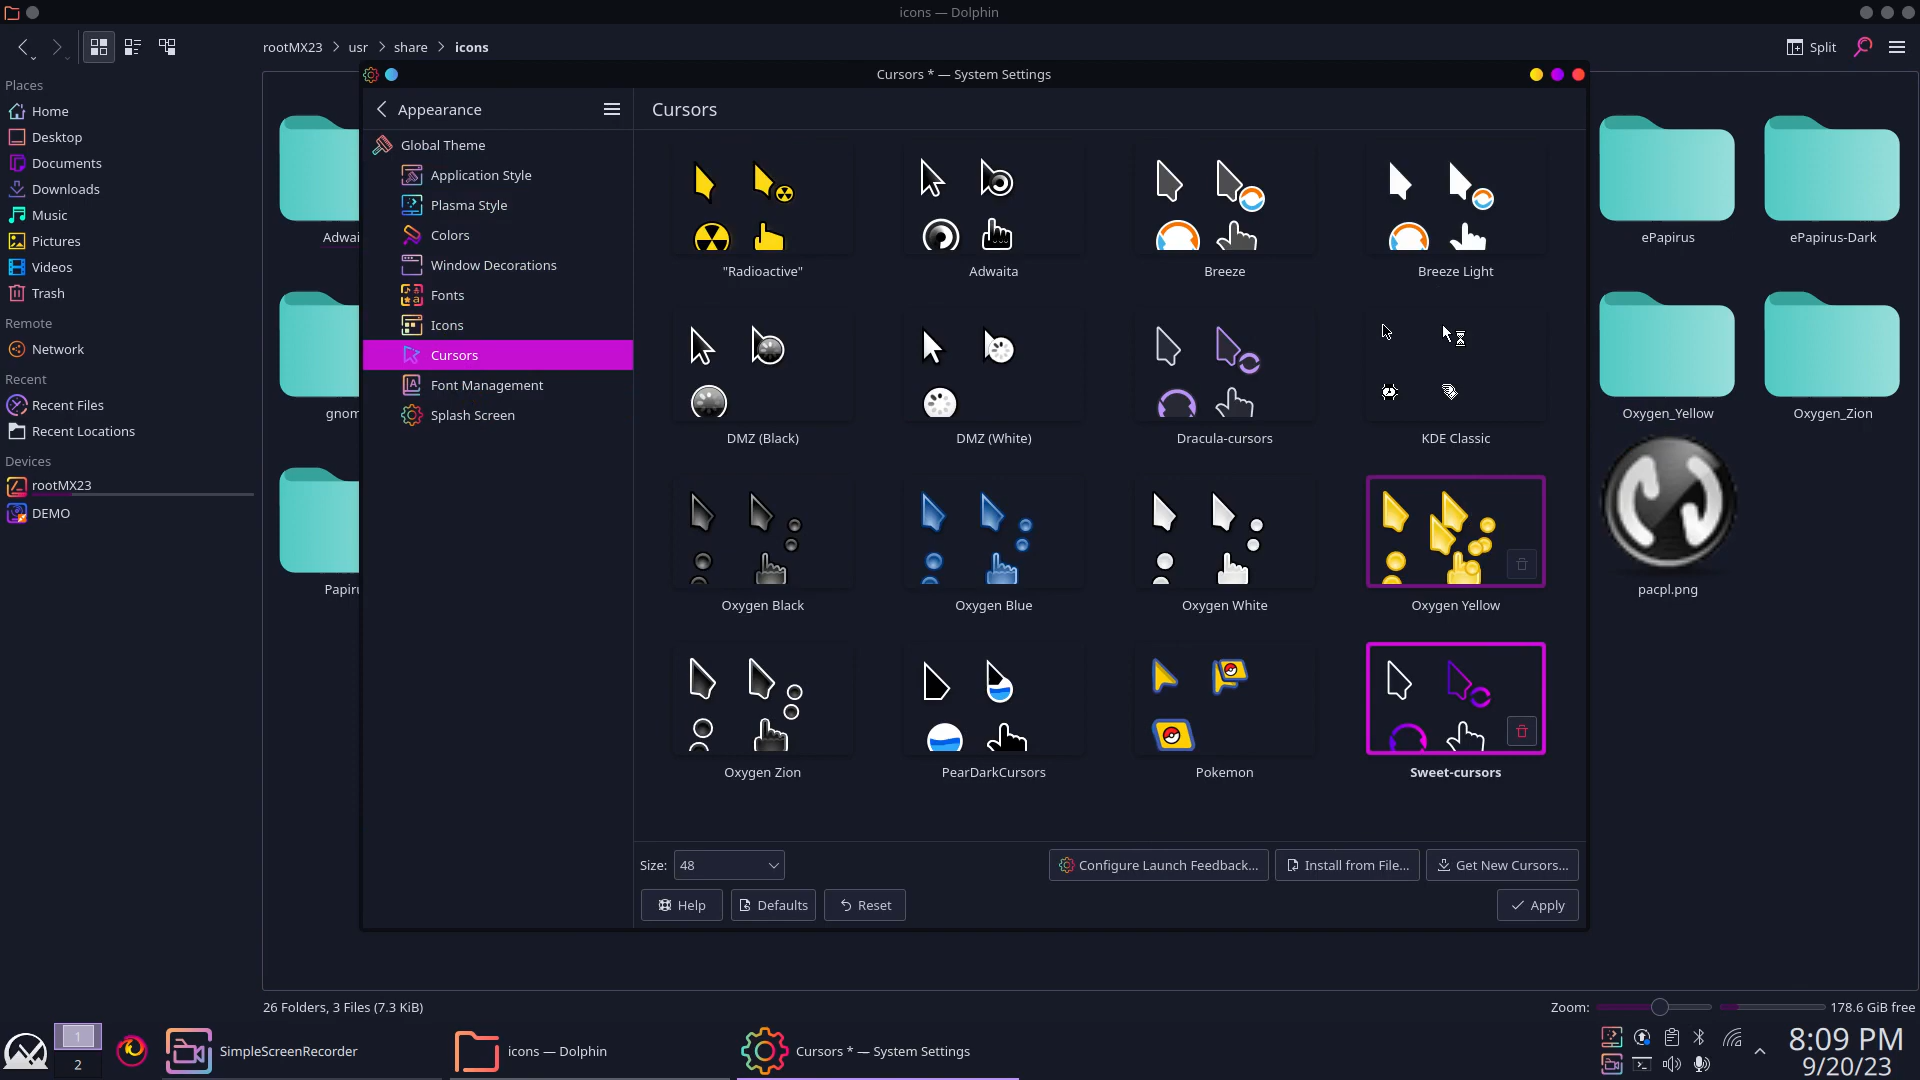 icons — Dolphin
rootMX23 > usr > share > icons
Split
Places
Home
Desktop
Documents
Downloads
Music
Pictures
Videos
Trash
Remote
Network
Recent
Recent Files
Recent Locations
Devices
rootMX23
DEMO
Adwai
gnom
Papiru
Cursors * — System Settings
Appearance
Global Theme
Application Style
Plasma Style
Colors
Window Decorations
Fonts
Icons
Cursors
Font Management
Splash Screen
Cursors
"Radioactive"
Adwaita
Breeze
Breeze Light
DMZ (Black)
DMZ (White)
Dracula-cursors
KDE Classic
Oxygen Black
Oxygen Blue
Oxygen White
Oxygen Yellow
Oxygen Zion
PearDarkCursors
Pokemon
Sweet-cursors
Size: 48
Configure Launch Feedback...
Install from File...
Get New Cursors...
Help
Defaults
Reset
Apply
ePapirus
ePapirus-Dark
Oxygen_Yellow
Oxygen_Zion
pacpl.png
26 Folders, 3 Files (7.3 KiB)
Zoom:
178.6 GiB free
1
2
SimpleScreenRecorder
icons — Dolphin
Cursors * — System Settings
8:09 PM
9/20/23